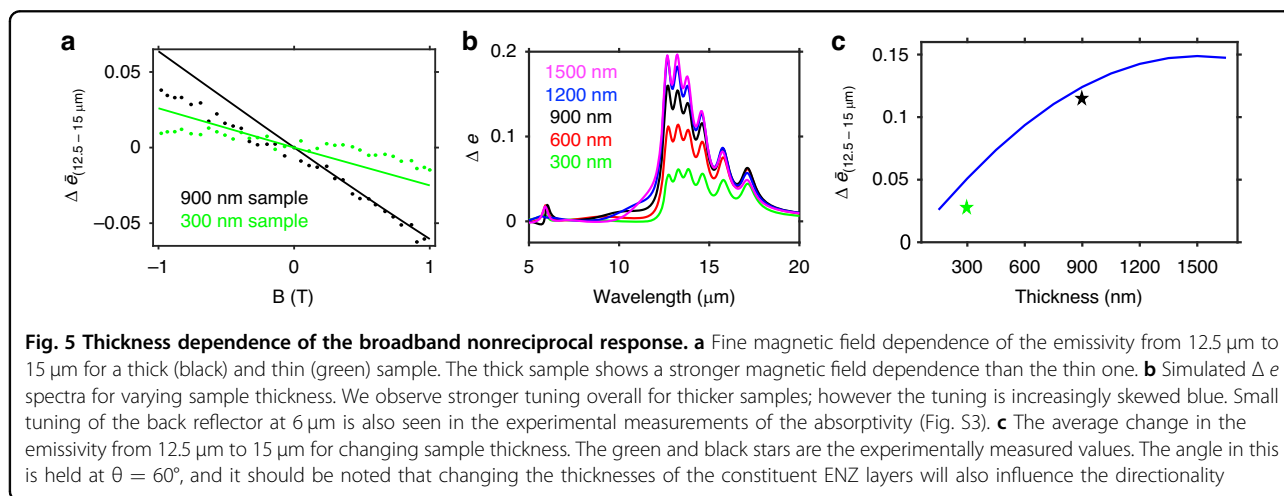 a
0.05
0
−0.05
Δ ē(12.5 – 15 μm)
900 nm sample
300 nm sample
−1
0
1
B (T)
b
0.2
0.1
0
Δ e
1500 nm
1200 nm
900 nm
600 nm
300 nm
5
10
15
20
Wavelength (μm)
c
0.15
0.1
0.05
0
Δ ē(12.5 – 15 μm)
300
600
900
1200
1500
Thickness (nm)
Fig. 5 Thickness dependence of the broadband nonreciprocal response. a Fine magnetic field dependence of the emissivity from 12.5 μm to
15 μm for a thick (black) and thin (green) sample. The thick sample shows a stronger magnetic field dependence than the thin one. b Simulated Δ e
spectra for varying sample thickness. We observe stronger tuning overall for thicker samples; however the tuning is increasingly skewed blue. Small
tuning of the back reflector at 6 μm is also seen in the experimental measurements of the absorptivity (Fig. S3). c The average change in the
emissivity from 12.5 μm to 15 μm for changing sample thickness. The green and black stars are the experimentally measured values. The angle in this
is held at θ = 60°, and it should be noted that changing the thicknesses of the constituent ENZ layers will also influence the directionality